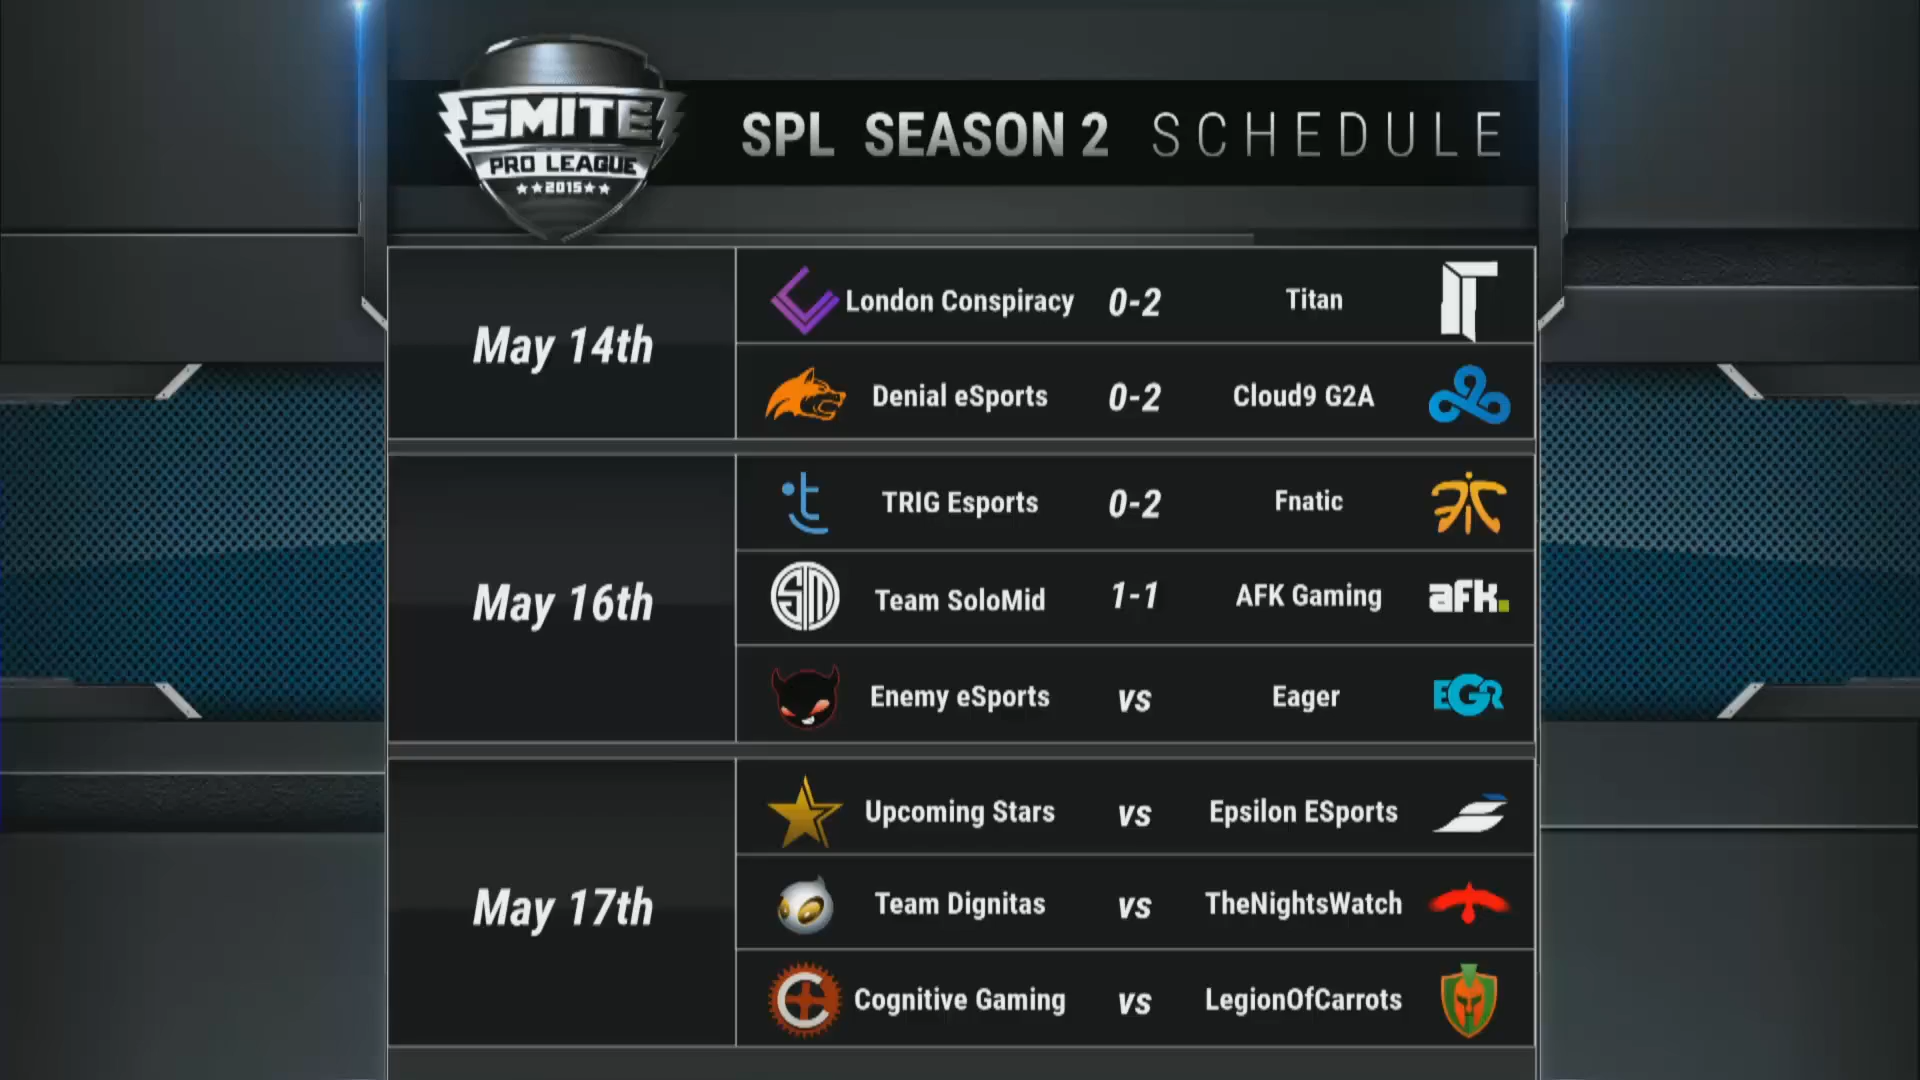 SMITE
PRO LEAGUE
★★2015★★
SPL SEASON 2 SCHEDULE
May 14th
London Conspiracy 0-2 Titan
Denial eSports 0-2 Cloud9 G2A
May 16th
TRIG Esports 0-2 Fnatic
Team SoloMid 1-1 AFK Gaming afk.
Enemy eSports vs Eager EGR
May 17th
Upcoming Stars vs Epsilon ESports
Team Dignitas vs TheNightsWatch
Cognitive Gaming vs LegionOfCarrots